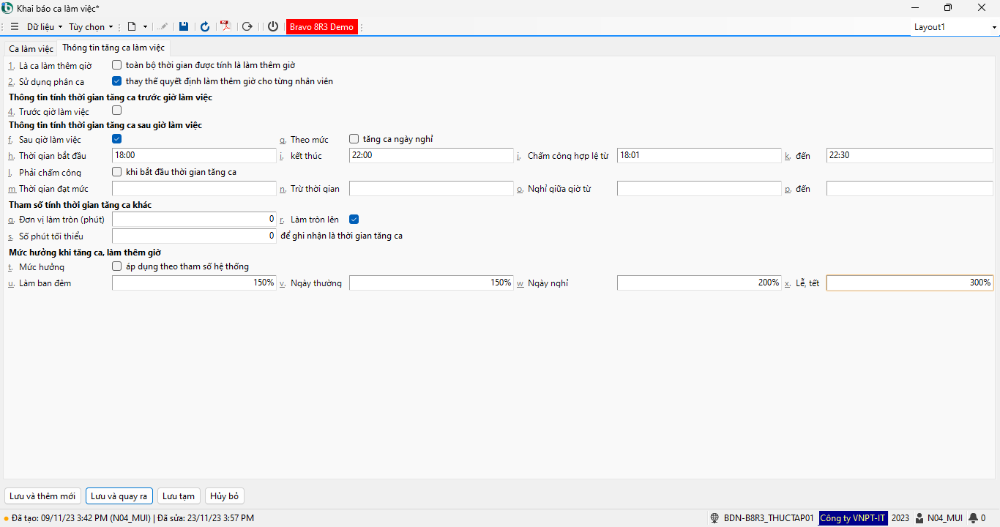 Khai báo ca làm việc*
Dữ liệu Tùy chọn Bravo 8R3 Demo Layout1
Ca làm việc Thông tin tăng ca làm việc
1. Là ca làm thêm giờ toàn bộ thời gian được tính là làm thêm giờ
2. Sử dụng phân ca thay thế quyết định làm thêm giờ cho từng nhân viên
Thông tin tính thời gian tăng ca trước giờ làm việc
4. Trước giờ làm việc
Thông tin tính thời gian tăng ca sau giờ làm việc
f. Sau giờ làm việc g. Theo mức tăng ca ngày nghỉ
h. Thời gian bắt đầu 18:00 i. kết thúc 22:00 j. Chấm công hợp lệ từ 18:01 k. đến 22:30
l. Phải chấm công khi bắt đầu thời gian tăng ca
m Thời gian đạt mức n. Trừ thời gian o. Nghỉ giữa giờ từ p. đến
Tham số tính thời gian tăng ca khác
q. Đơn vị làm tròn (phút) 0 r. Làm tròn lên
s. Số phút tối thiểu 0 để ghi nhận là thời gian tăng ca
Mức hưởng khi tăng ca, làm thêm giờ
t. Mức hưởng áp dụng theo tham số hệ thống
u. Làm ban đêm 150% v. Ngày thường 150% w Ngày nghỉ 200% x. Lễ, tết 300%
Lưu và thêm mới Lưu và quay ra Lưu tạm Hủy bỏ
Đã tạo: 09/11/23 3:42 PM (N04_MUI) | Đã sửa: 23/11/23 3:57 PM BDN-B8R3_THUCTAP01 Công ty VNPT-IT 2023 N04_MUI 0